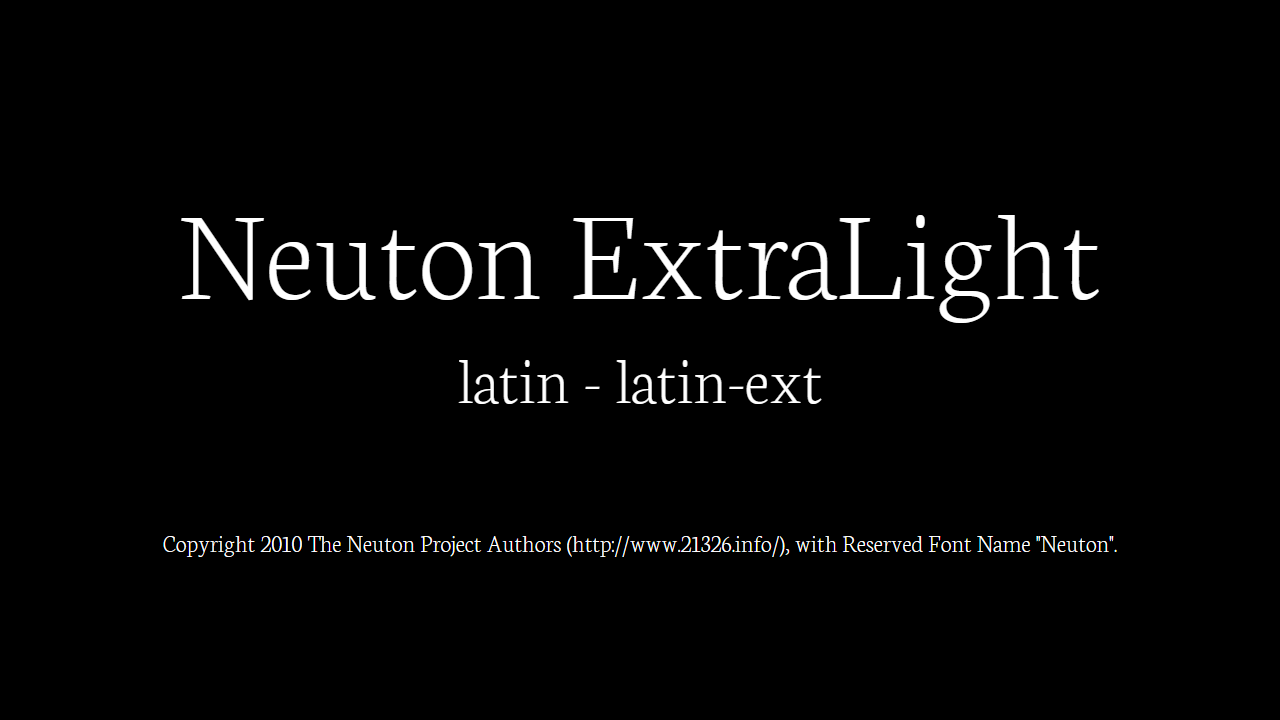 Neuton ExtraLight
latin - latin-ext
Copyright 2010 The Neuton Project Authors (http://www.21326.info/), with Reserved Font Name "Neuton".